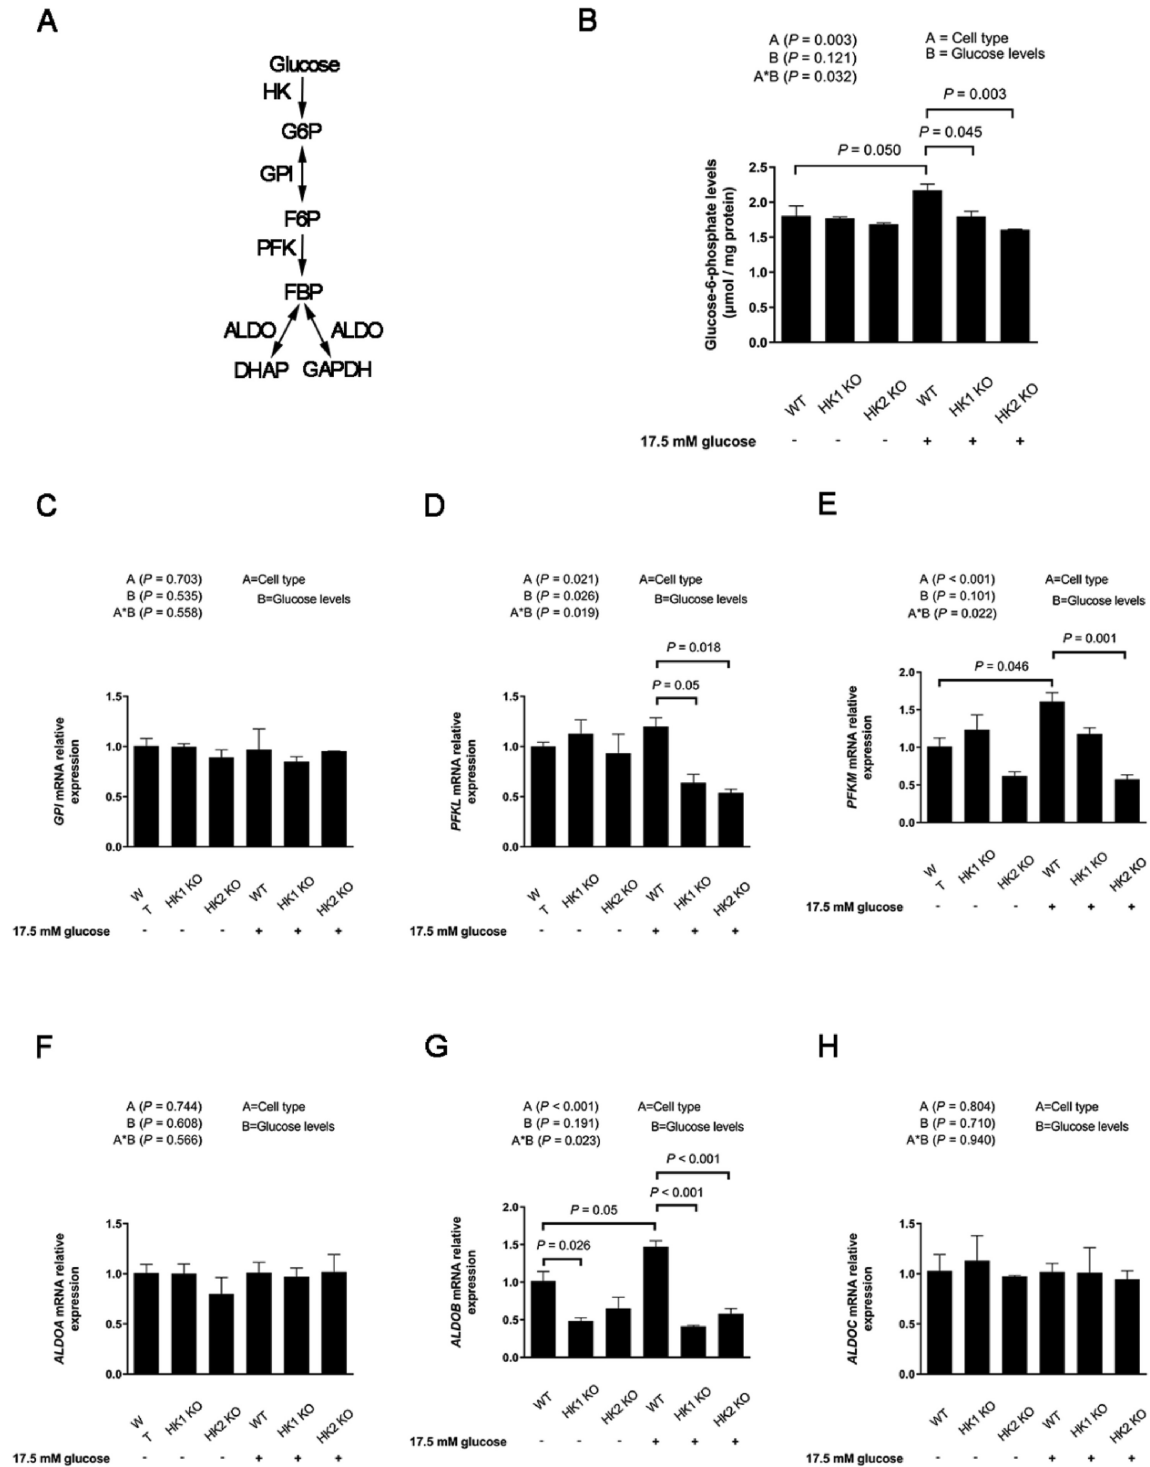 A
Glucose
HK
G6P
GPI
F6P
PFK
FBP
ALDO ALDO
DHAP GAPDH
B
A (P = 0.003)
B (P = 0.121)
A*B (P = 0.032)
A = Cell type
B = Glucose levels
P = 0.003
P = 0.045
P = 0.050
Glucose-6-phosphate levels
(µmol / mg protein)
2.5
2.0
1.5
1.0
0.5
0.0
WT HK1 KO HK2 KO WT HK1 KO HK2 KO
17.5 mM glucose - - - + + +
C
A (P = 0.703)
B (P = 0.535)
A*B (P = 0.558)
A=Cell type
B=Glucose levels
GPI mRNA relative
expression
1.5
1.0
0.5
0.0
W
T HK1 KO HK2 KO WT HK1 KO HK2 KO
17.5 mM glucose - - - + + +
D
A (P = 0.021)
B (P = 0.026)
A*B (P = 0.019)
A=Cell type
B=Glucose levels
P = 0.018
P = 0.05
PFKL mRNA relative
expression
1.5
1.0
0.5
0.0
W
T HK1 KO HK2 KO WT HK1 KO HK2 KO
17.5 mM glucose - - - + + +
E
A (P < 0.001)
B (P = 0.101)
A*B (P = 0.022)
A=Cell type
B=Glucose levels
P = 0.001
P = 0.046
PFKM mRNA relative
expression
2.0
1.5
1.0
0.5
0.0
W
T HK1 KO HK2 KO WT HK1 KO HK2 KO
17.5 mM glucose - - - + + +
F
A (P = 0.744)
B (P = 0.608)
A*B (P = 0.566)
A=Cell type
B=Glucose levels
ALDOA mRNA relative
expression
1.5
1.0
0.5
0.0
W
T HK1 KO HK2 KO WT HK1 KO HK2 KO
17.5 mM glucose - - - + + +
G
A (P < 0.001)
B (P = 0.191)
A*B (P = 0.023)
A=Cell type
B=Glucose levels
P < 0.001
P < 0.001
P = 0.05
P = 0.026
ALDOB mRNA relative
expression
2.0
1.5
1.0
0.5
0.0
WT HK1 KO HK2 KO WT HK1 KO HK2 KO
17.5 mM glucose - - - + + +
H
A (P = 0.804)
B (P = 0.710)
A*B (P = 0.940)
A=Cell type
B=Glucose levels
ALDOC mRNA relative
expression
1.5
1.0
0.5
0.0
WT HK1 KO HK2 KO WT HK1 KO HK2 KO
17.5 mM glucose - - - + + +